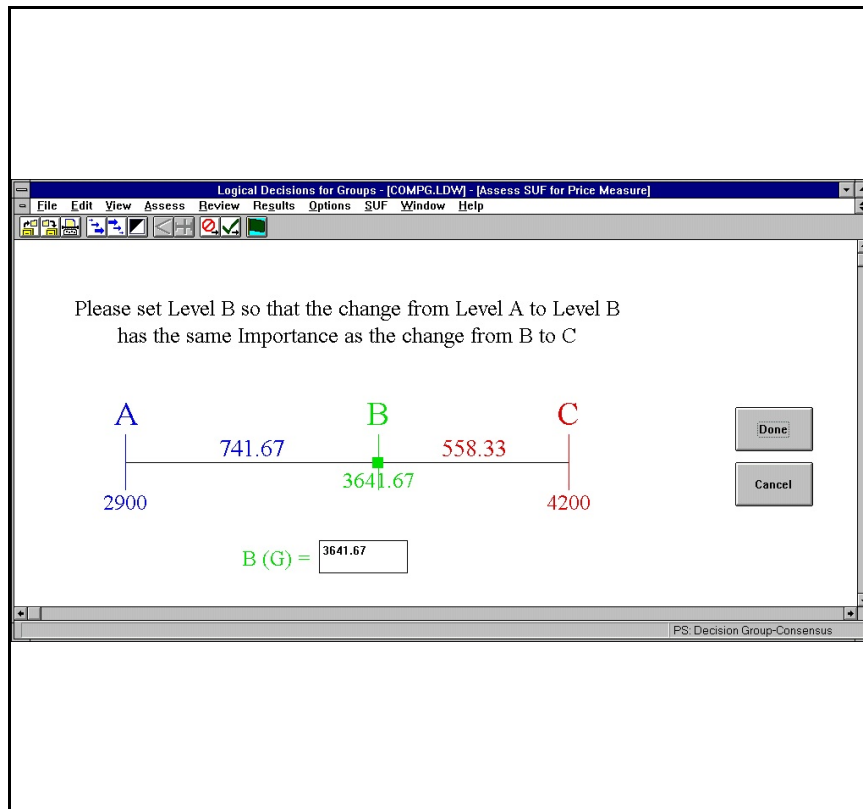 Logical Decisions for Groups - [COMPG.LDW] - [Assess SUF for Price Measure]
File Edit View Assess Review Results Options SUF Window Help
Please set Level B so that the change from Level A to Level B
has the same Importance as the change from B to C
A B C
741.67 558.33
3641.67
2900 4200
Done
Cancel
B (G) = 3641.67
PS: Decision Group-Consensus